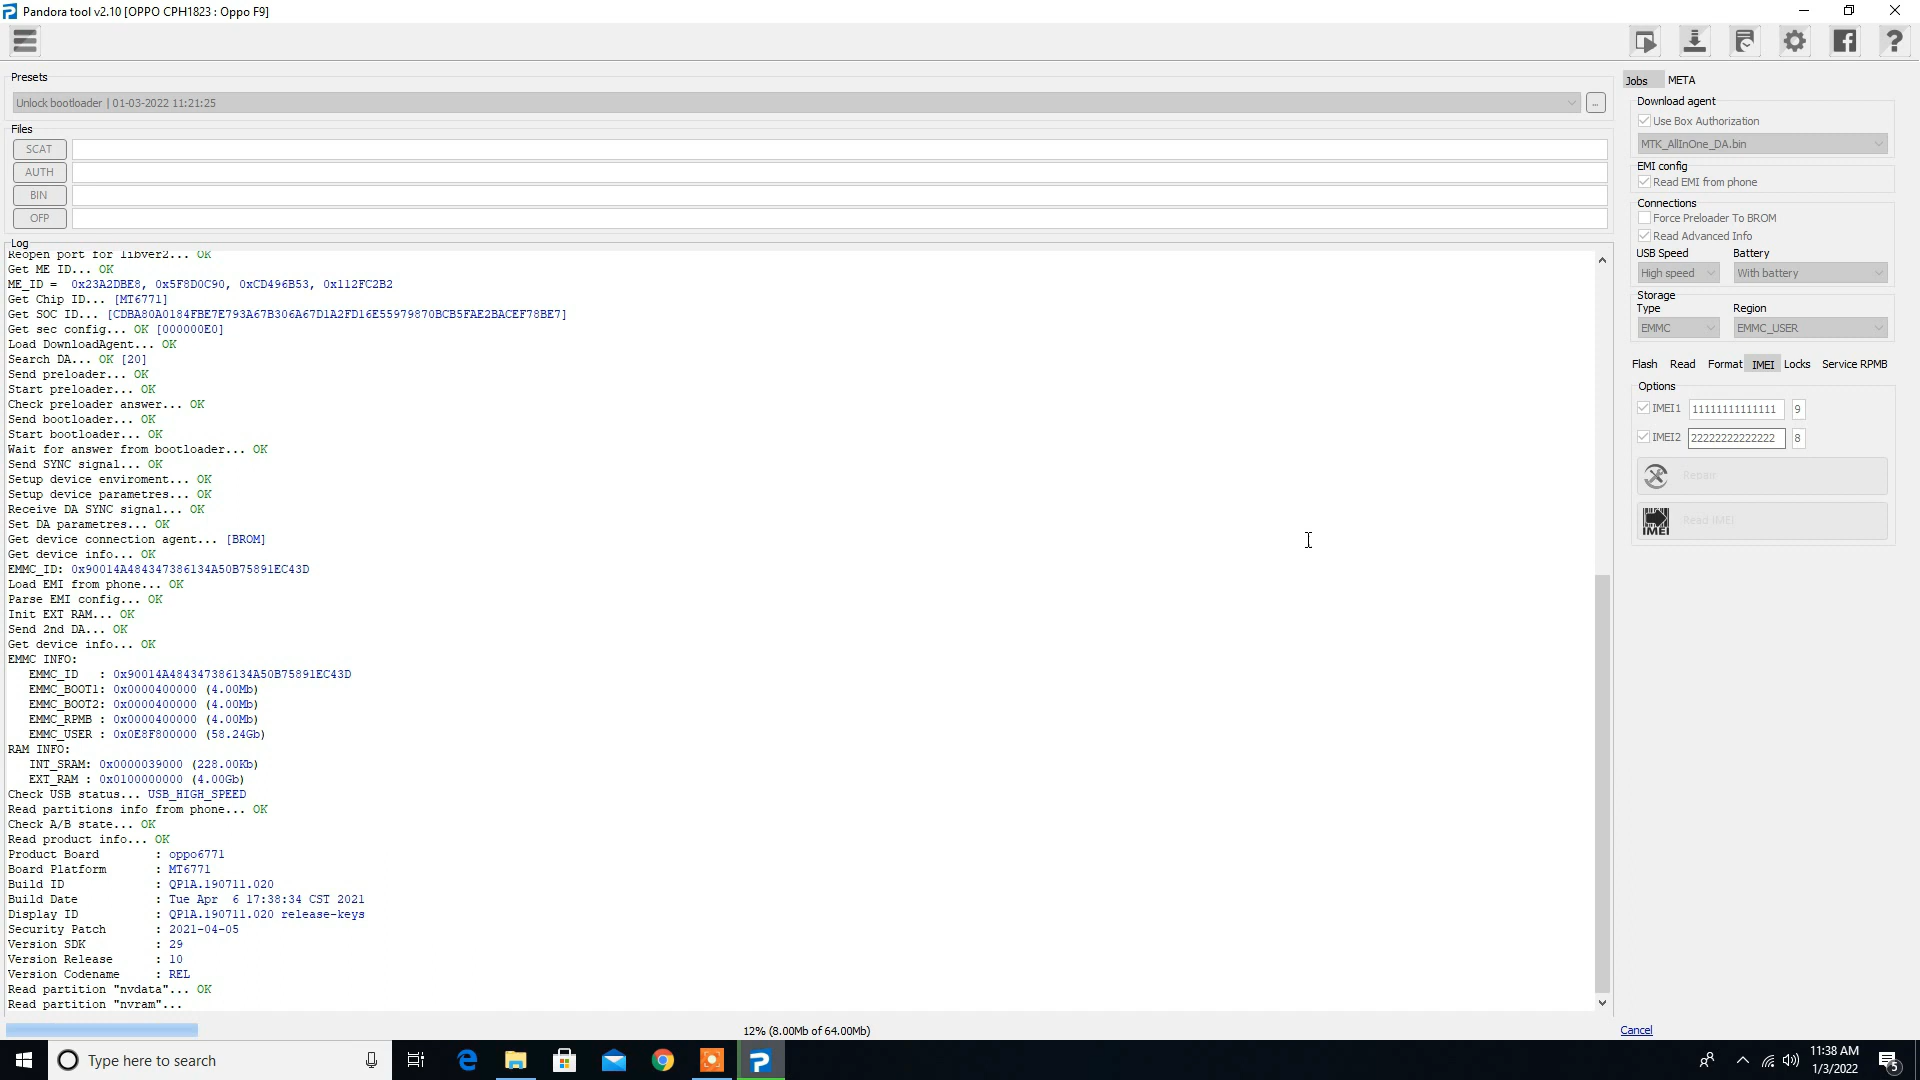 Pandora tool v2.10 [OPPO CPH1823 : Oppo F9]
Presets
Unlock bootloader | 01-03-2022 11:21:25
...
Files
SCAT
AUTH
BIN
OFP
Log
Reopen port for libver2... OK
Get ME ID... OK
ME_ID =  0x23A2DBE8, 0x5F8D0C90, 0xCD496B53, 0x112FC2B2
Get Chip ID... [MT6771]
Get SOC ID... [CDBA80A0184FBE7E793A67B306A67D1A2FD16E55979870BCB5FAE2BACEF78BE7]
Get sec config... OK [000000E0]
Load DownloadAgent... OK
Search DA... OK [20]
Send preloader... OK
Start preloader... OK
Check preloader answer... OK
Send bootloader... OK
Start bootloader... OK
Wait for answer from bootloader... OK
Send SYNC signal... OK
Setup device enviroment... OK
Setup device parametres... OK
Receive DA SYNC signal... OK
Set DA parametres... OK
Get device connection agent... [BROM]
Get device info... OK
EMMC_ID: 0x90014A484347386134A50B75891EC43D
Load EMI from phone... OK
Parse EMI config... OK
Init EXT RAM... OK
Send 2nd DA... OK
Get device info... OK
EMMC INFO:
EMMC_ID   : 0x90014A484347386134A50B75891EC43D
EMMC_BOOT1: 0x0000400000 (4.00Mb)
EMMC_BOOT2: 0x0000400000 (4.00Mb)
EMMC_RPMB : 0x0000400000 (4.00Mb)
EMMC_USER : 0x0E8F800000 (58.24Gb)
RAM INFO:
INT_SRAM: 0x0000039000 (228.00Kb)
EXT_RAM : 0x0100000000 (4.00Gb)
Check USB status... USB_HIGH_SPEED
Read partitions info from phone... OK
Check A/B state... OK
Read product info... OK
Product Board        : oppo6771
Board Platform       : MT6771
Build ID             : QP1A.190711.020
Build Date           : Tue Apr  6 17:38:34 CST 2021
Display ID           : QP1A.190711.020 release-keys
Security Patch       : 2021-04-05
Version SDK          : 29
Version Release      : 10
Version Codename     : REL
Read partition "nvdata"... OK
Read partition "nvram"...
12% (8.00Mb of 64.00Mb)
Jobs META
Download agent
Use Box Authorization
MTK_AllInOne_DA.bin
EMI config
Read EMI from phone
Connections
Force Preloader To BROM
Read Advanced Info
USB Speed Battery
High speed With battery
Storage
Type Region
EMMC EMMC_USER
Flash Read Format IMEI Locks Service RPMB
Options
IMEI1 11111111111111 9
IMEI2 22222222222222 8
Repair
IMEI Read IMEI
Cancel
Type here to search
11:38 AM
1/3/2022
5